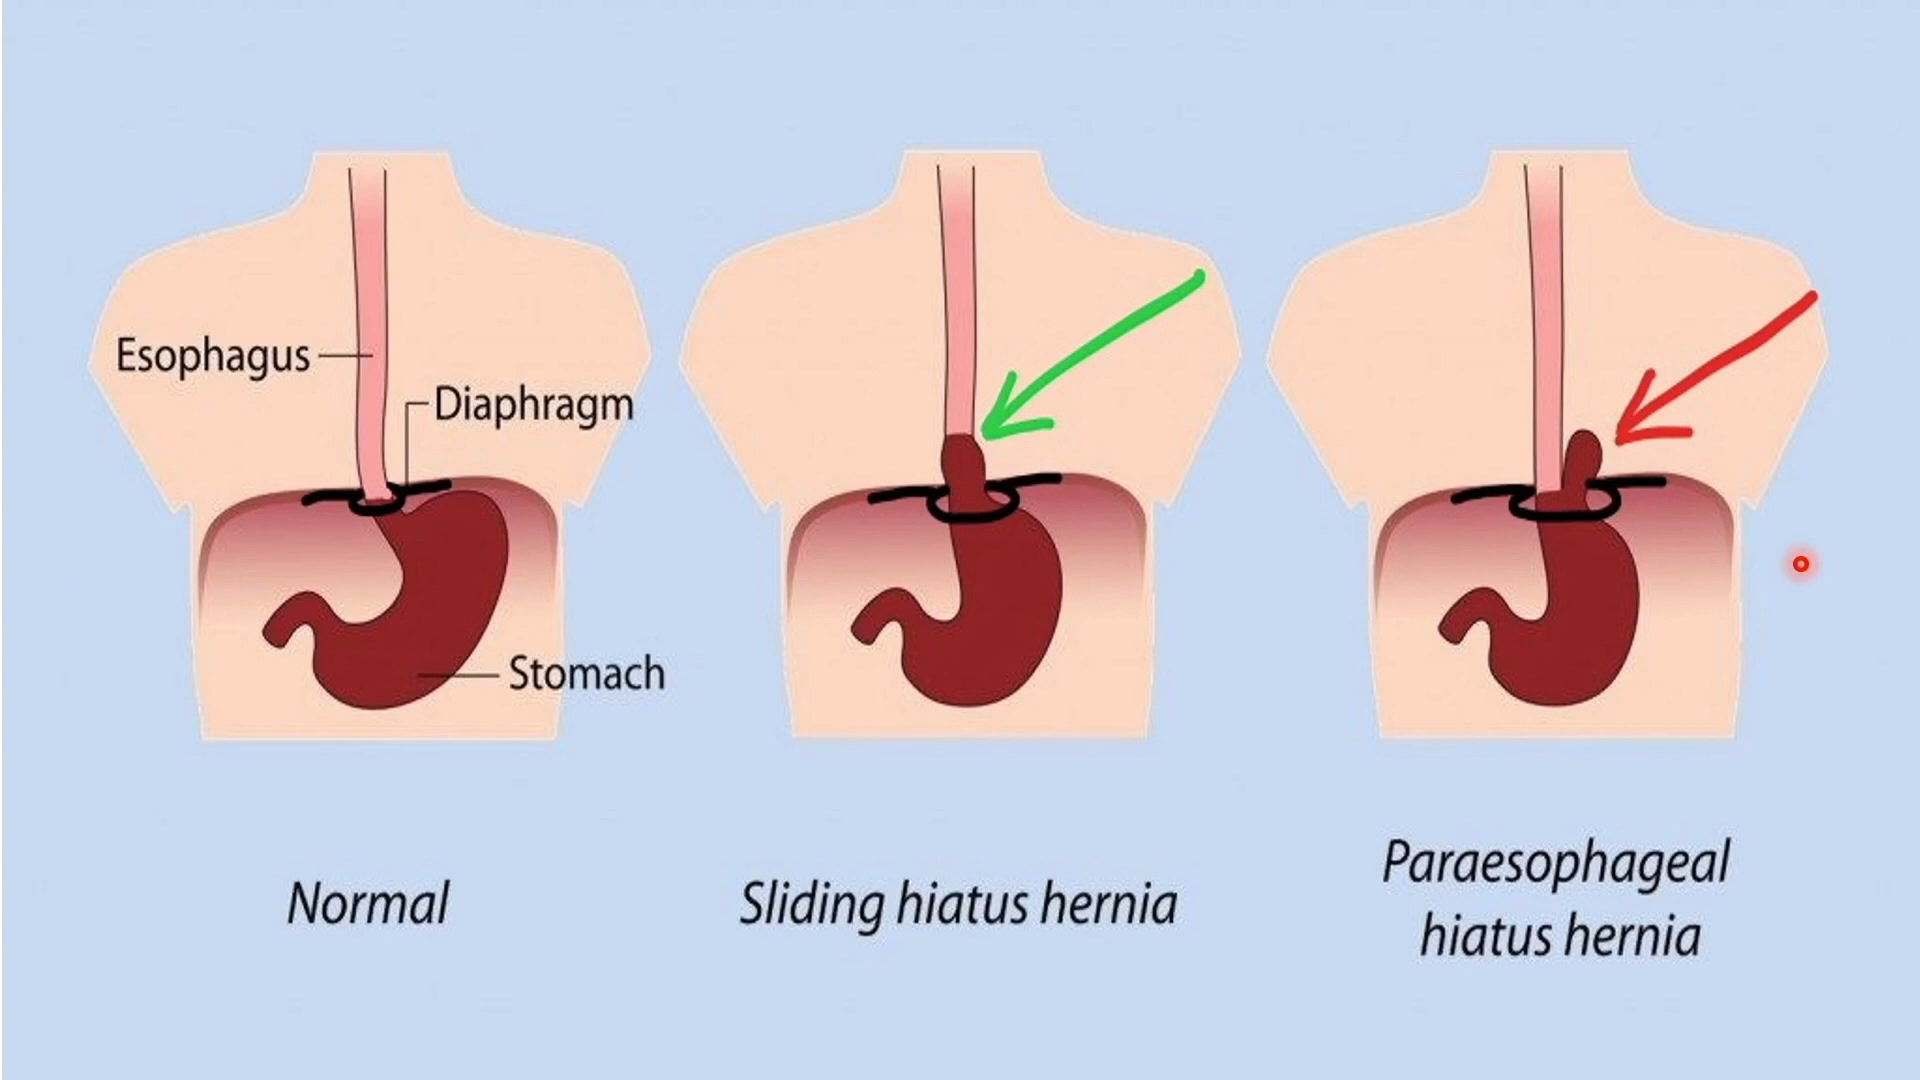 Esophagus
Diaphragm
Stomach
Normal
Sliding hiatus hernia
Paraesophageal
hiatus hernia